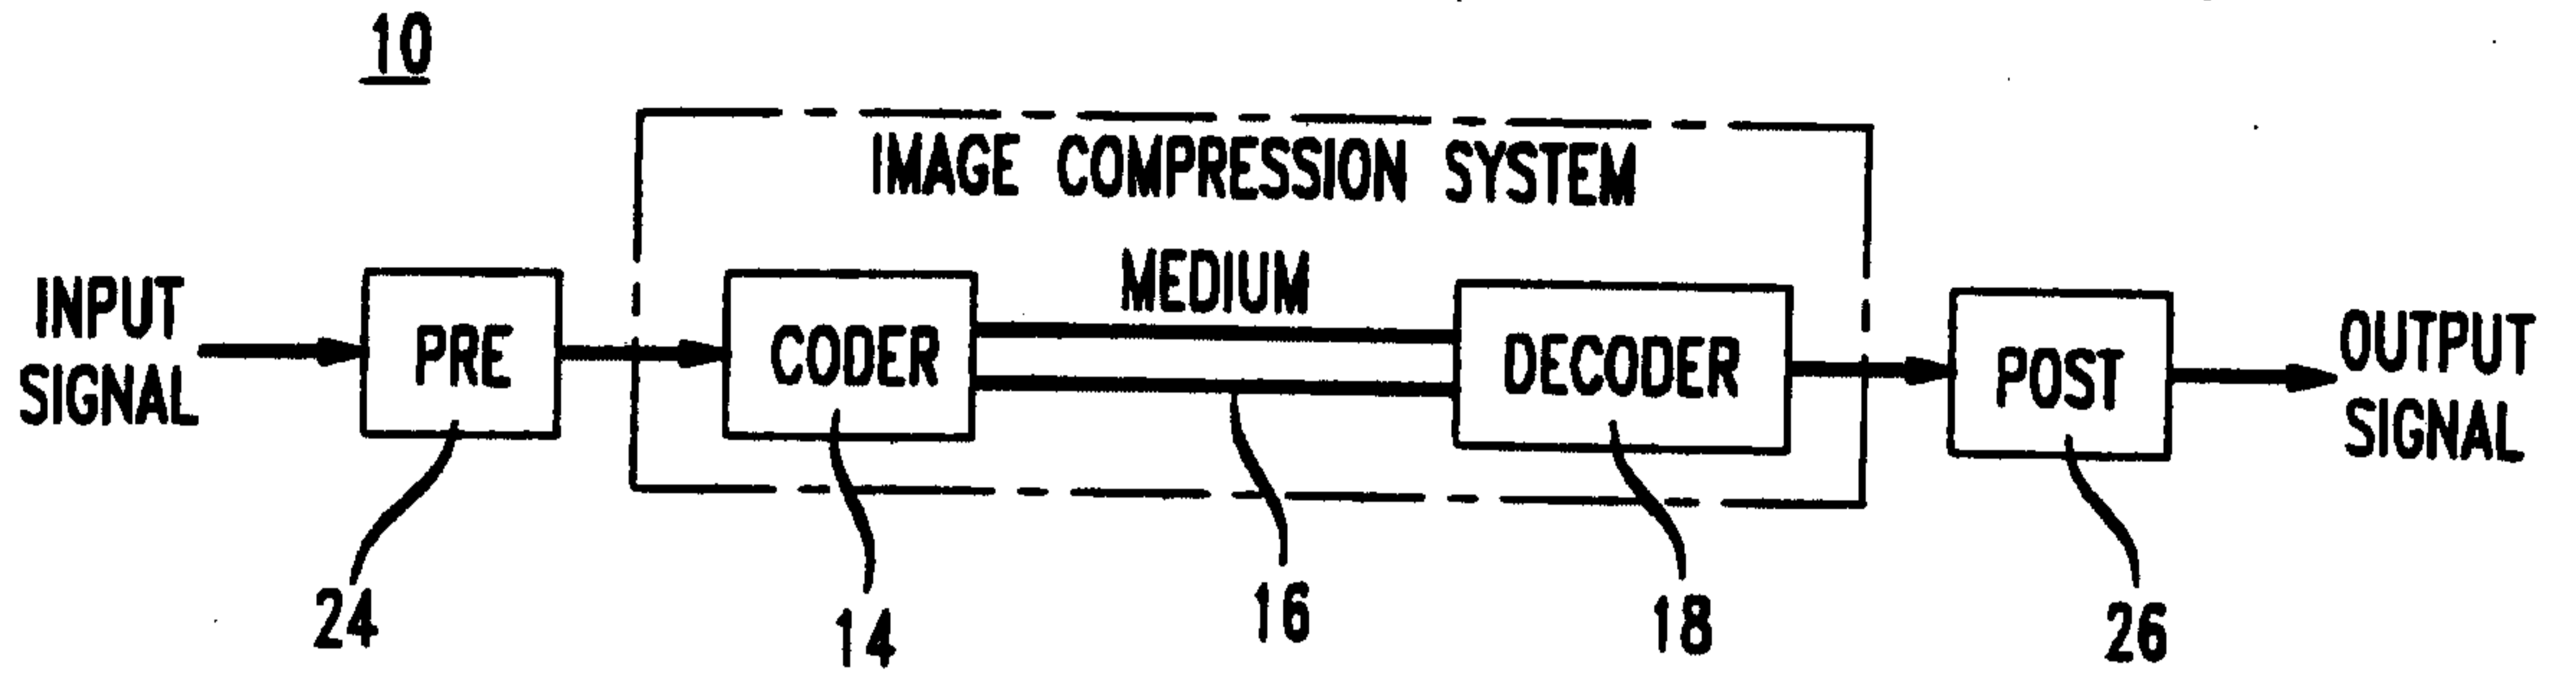 10
IMAGE COMPRESSION SYSTEM
MEDIUM
INPUT
SIGNAL
PRE
CODER
DECODER
POST
OUTPUT
SIGNAL
24
14
16
18
26